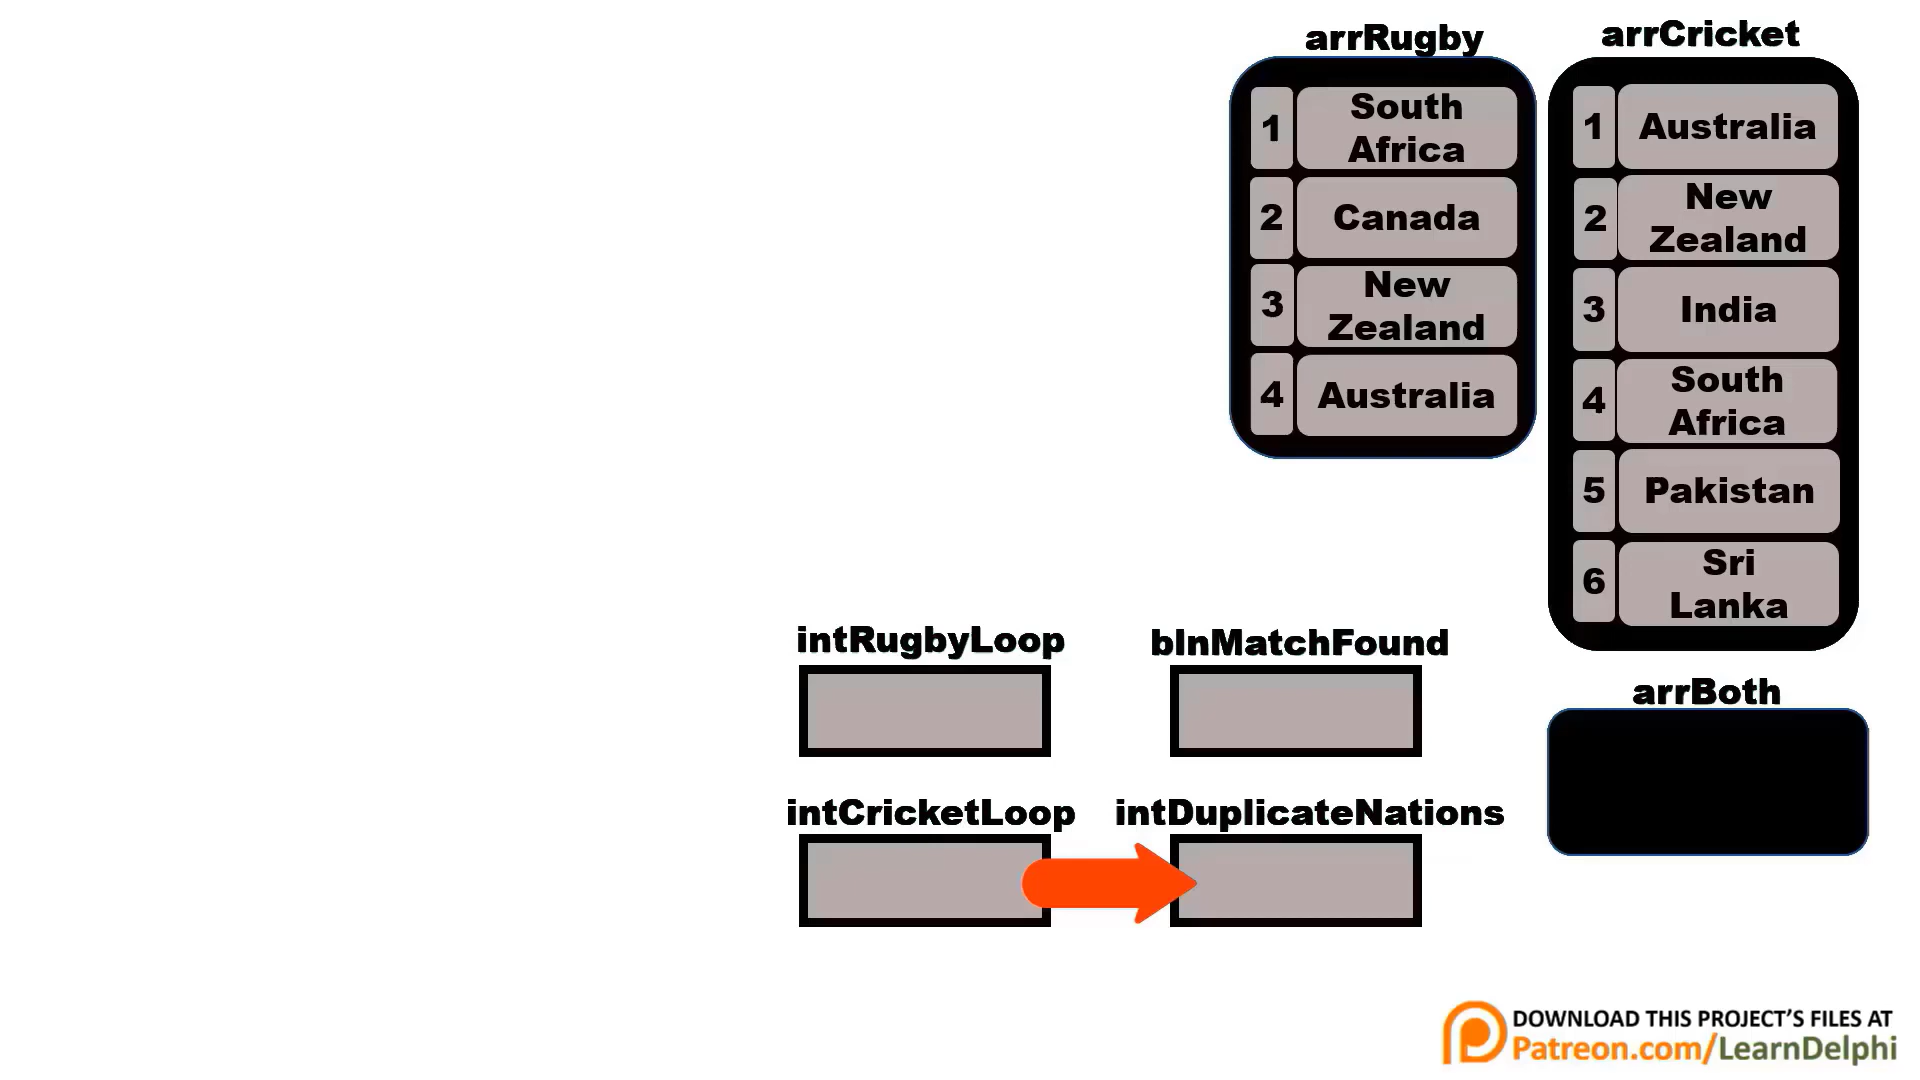 arrRugby
1
South
Africa
2
Canada
3
New
Zealand
4
Australia
arrCricket
1
Australia
2
New
Zealand
3
India
4
South
Africa
5
Pakistan
6
Sri
Lanka
intRugbyLoop
blnMatchFound
arrBoth
intCricketLoop
intDuplicateNations
DOWNLOAD THIS PROJECT'S FILES AT
Patreon.com/LearnDelphi